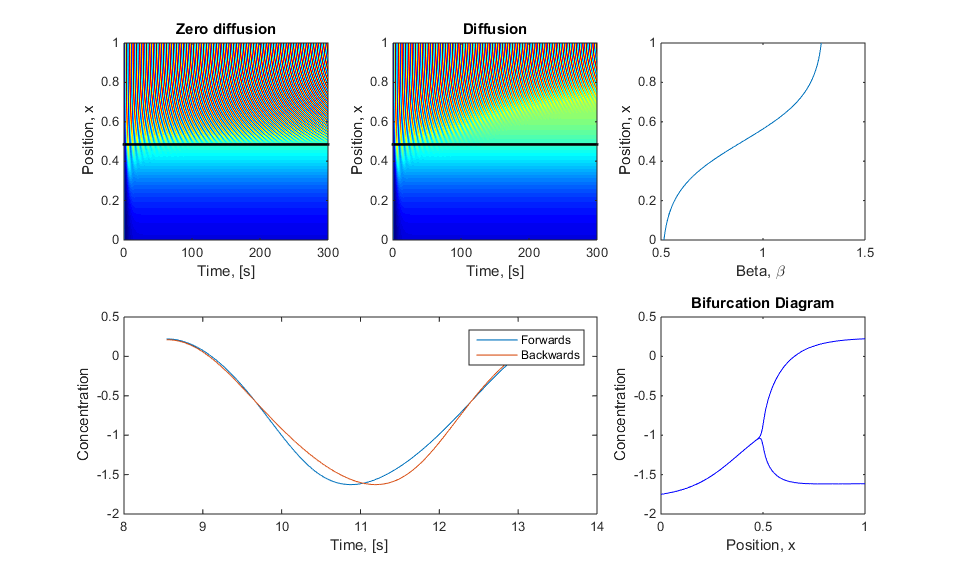 Zero diffusion
1
0.8
0.6
0.4
0.2
0
Position, x
0 100 200 300
Time, [s]
Diffusion
1
0.8
0.6
0.4
0.2
0
Position, x
0 100 200 300
Time, [s]
1
0.8
0.6
0.4
0.2
0
Position, x
0.5 1 1.5
Beta, β
0.5
0
-0.5
-1
-1.5
-2
Concentration
Forwards
Backwards
8 9 10 11 12 13 14
Time, [s]
Bifurcation Diagram
0.5
0
-0.5
-1
-1.5
-2
Concentration
0 0.5 1
Position, x